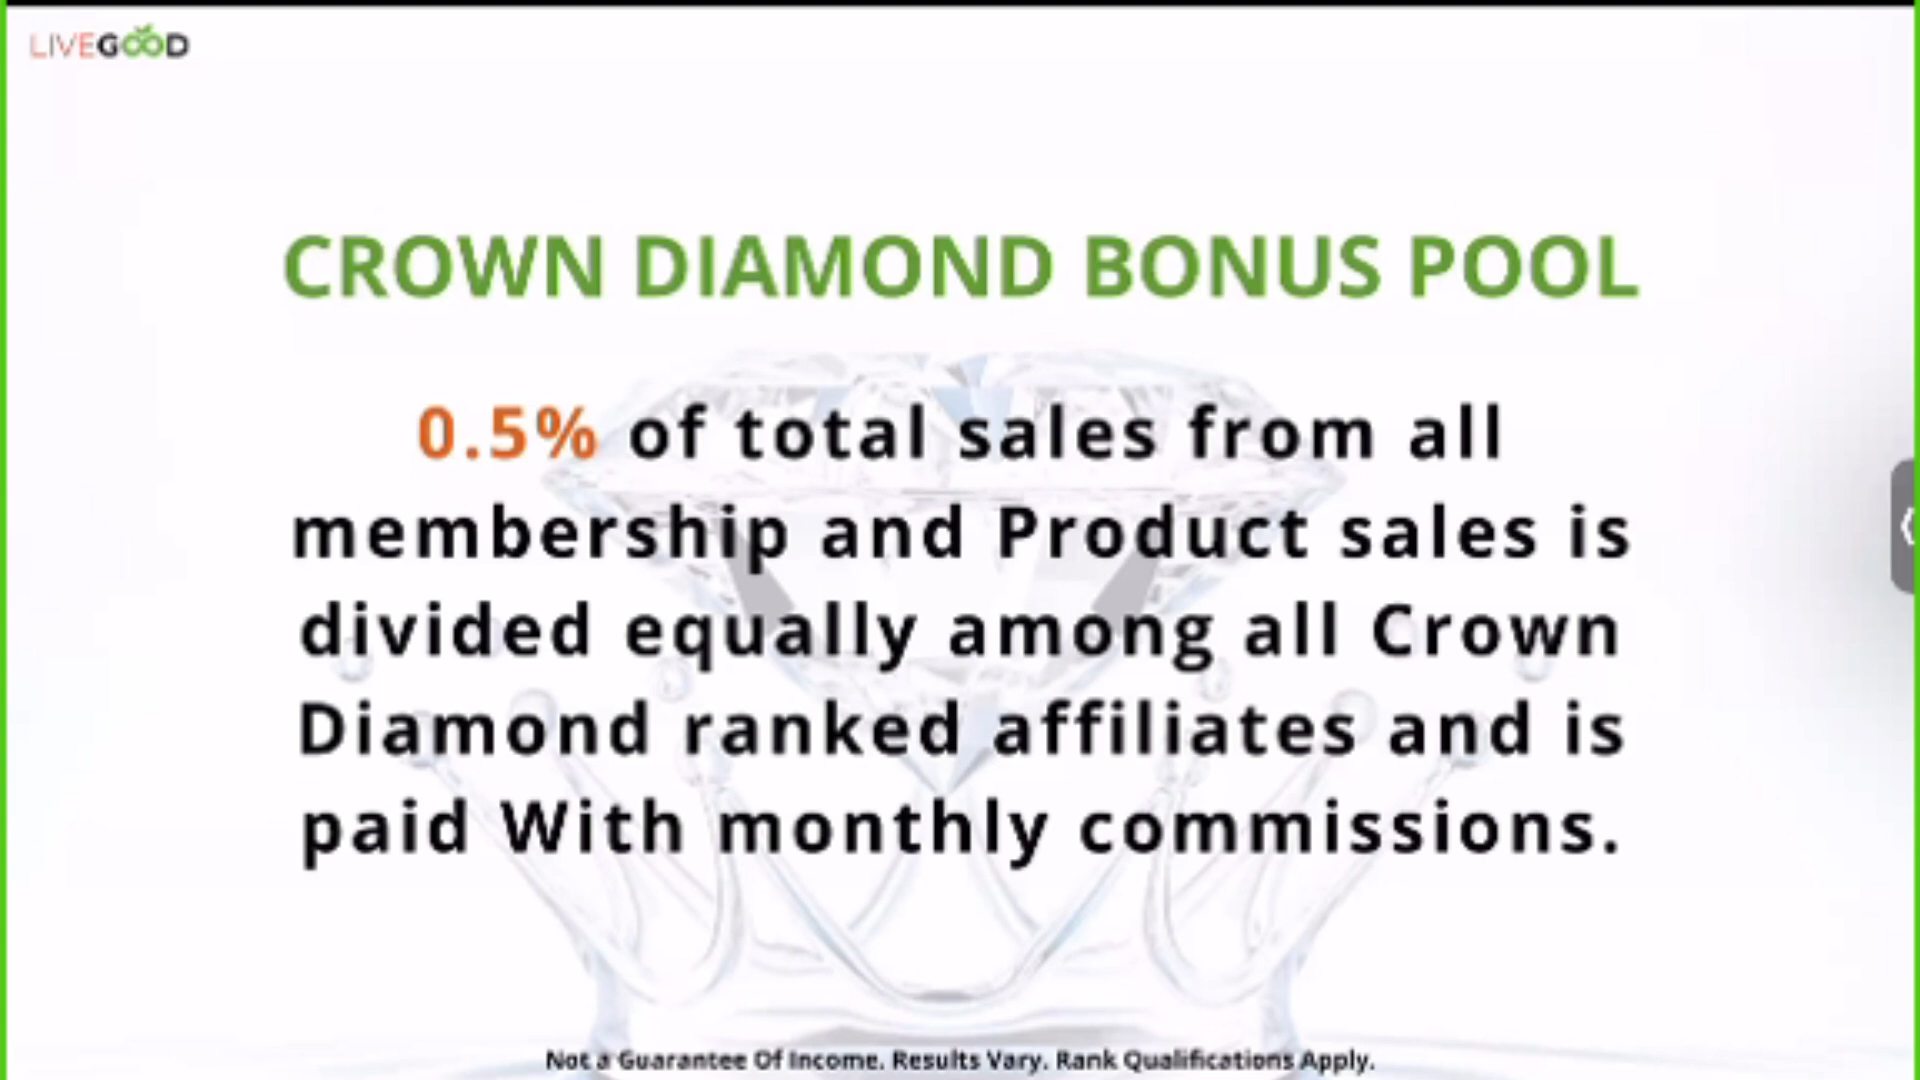 LIVEGOOD
CROWN DIAMOND BONUS POOL
0.5% of total sales from all
membership and Product sales is
divided equally among all Crown
Diamond ranked affiliates and is
paid With monthly commissions.
Not a Guarantee Of Income. Results Vary. Rank Qualifications Apply.